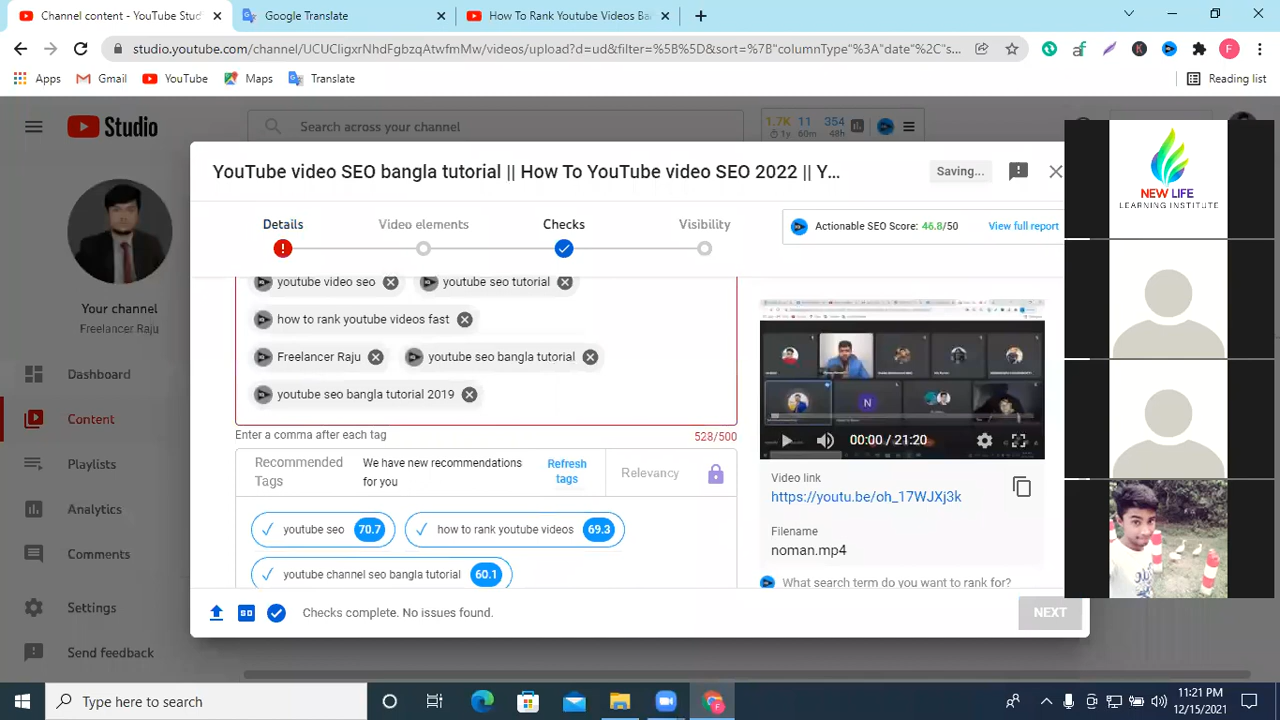 Content - YouTube Studio
Google Translate
How To Rank Youtube Videos Ban
studio.youtube.com/channel/UCUCligxrNhdFgbzqAtwfmMw/videos/upload?d=ud&filter=%5B%5D&sort=%7B"columnType"%3A"date"%2C"s...
F
Apps
Gmail
YouTube
Maps
Translate
Reading list
Studio
Search across your channel
1.7K 11 354
1y 60m 48h
YouTube video SEO bangla tutorial || How To YouTube video SEO 2022 || Y...
Saving...
Details
Video elements
Checks
Visibility
Actionable SEO Score: 46.8/50
View full report
NEW LIFE
LEARNING INSTITUTE
youtube video seo
youtube seo tutorial
how to rank youtube videos fast
Freelancer Raju
youtube seo bangla tutorial
youtube seo bangla tutorial 2019
Enter a comma after each tag
528/500
Recommended Tags
We have new recommendations for you
Refresh tags
Relevancy
youtube seo 70.7
how to rank youtube videos 69.3
youtube channel seo bangla tutorial 60.1
N
00:00 / 21:20
Video link
https://youtu.be/oh_17WJXj3k
Filename
noman.mp4
What search term do you want to rank for?
Checks complete. No issues found.
NEXT
Your channel
Freelancer Raju
Dashboard
Content
Playlists
Analytics
Comments
Settings
Send feedback
Type here to search
11:21 PM
12/15/2021